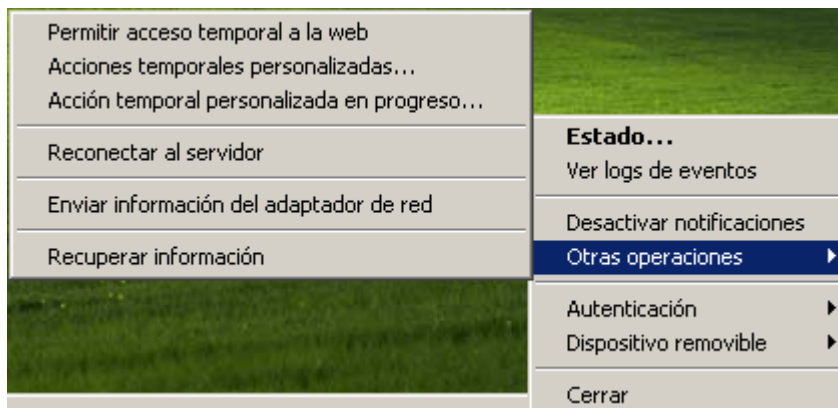 Permitir acceso temporal a la web
Acciones temporales personalizadas...
Acción temporal personalizada en progreso...
Reconectar al servidor
Enviar información del adaptador de red
Recuperar información
Estado...
Ver logs de eventos
Desactivar notificaciones
Otras operaciones
Autenticación
Dispositivo removible
Cerrar